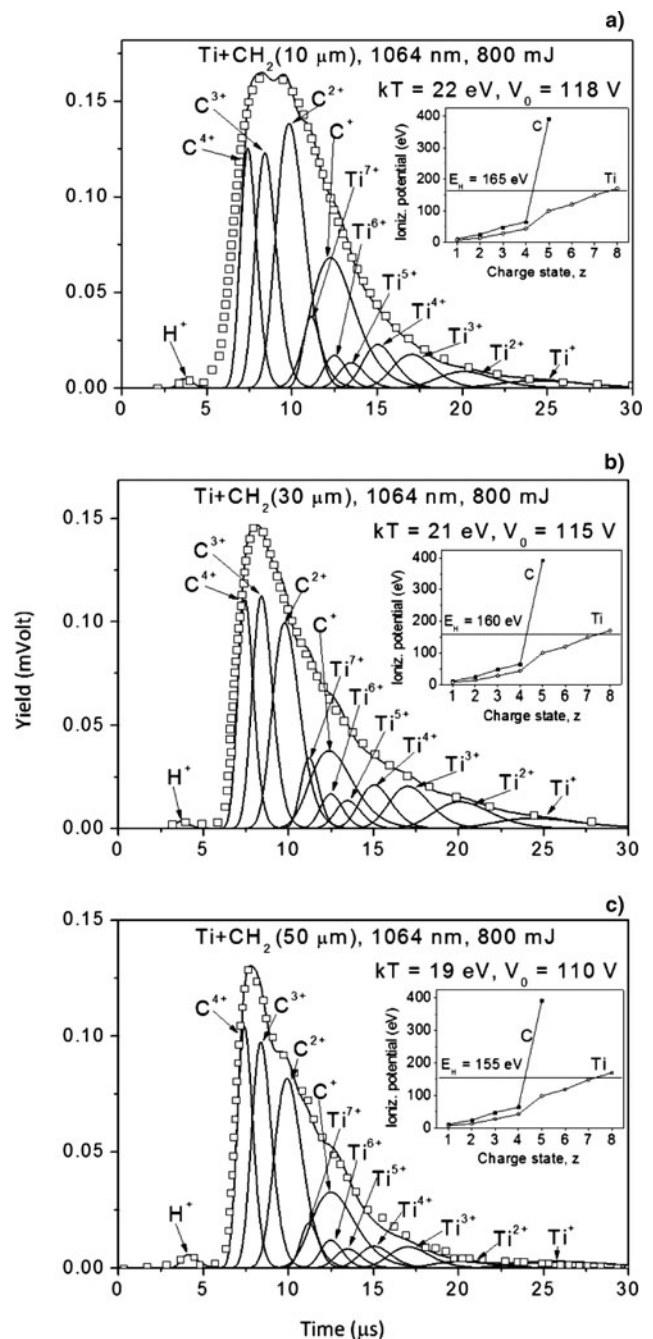 a)
Ti+CH₂(10 μm), 1064 nm, 800 mJ
kT = 22 eV, V₀ = 118 V
0.15
0.10
0.05
0.00
C⁴⁺
C³⁺
C²⁺
C⁺
Ti⁷⁺
Ti⁶⁺
Ti⁵⁺
Ti⁴⁺
Ti³⁺
Ti²⁺
Ti⁺
H⁺
0 5 10 15 20 25 30
Ioniz. potential (eV)
400
300
200
100
0
C
Ti
E_H = 165 eV
1 2 3 4 5 6 7 8
Charge state, z
b)
Ti+CH₂(30 μm), 1064 nm, 800 mJ
kT = 21 eV, V₀ = 115 V
Yield (mVolt)
0.15
0.10
0.05
0.00
C⁴⁺
C³⁺
C²⁺
C⁺
Ti⁷⁺
Ti⁶⁺
Ti⁵⁺
Ti⁴⁺
Ti³⁺
Ti²⁺
Ti⁺
H⁺
0 5 10 15 20 25 30
Ioniz. potential (eV)
400
300
200
100
0
C
Ti
E_H = 160 eV
1 2 3 4 5 6 7 8
Charge state, z
c)
Ti+CH₂(50 μm), 1064 nm, 800 mJ
kT = 19 eV, V₀ = 110 V
0.15
0.10
0.05
0.00
C⁴⁺
C³⁺
C²⁺
C⁺
Ti⁷⁺
Ti⁶⁺
Ti⁵⁺
Ti⁴⁺
Ti³⁺
Ti²⁺
Ti⁺
H⁺
0 5 10 15 20 25 30
Ioniz. potential (eV)
400
300
200
100
0
C
Ti
E_H = 155 eV
1 2 3 4 5 6 7 8
Charge state, z
Time (μs)